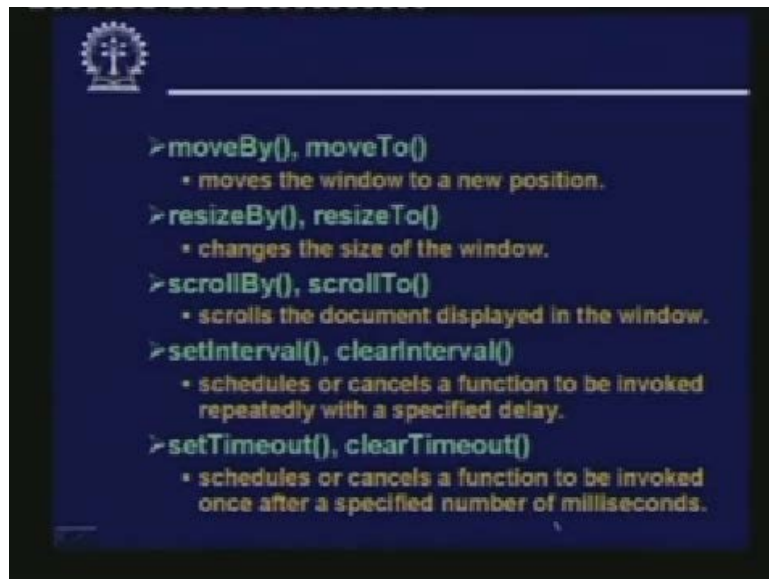 ➢moveBy(), moveTo()
▪ moves the window to a new position.
➢resizeBy(), resizeTo()
▪ changes the size of the window.
➢scrollBy(), scrollTo()
▪ scrolls the document displayed in the window.
➢setInterval(), clearInterval()
▪ schedules or cancels a function to be invoked
repeatedly with a specified delay.
➢setTimeout(), clearTimeout()
▪ schedules or cancels a function to be invoked
once after a specified number of milliseconds.